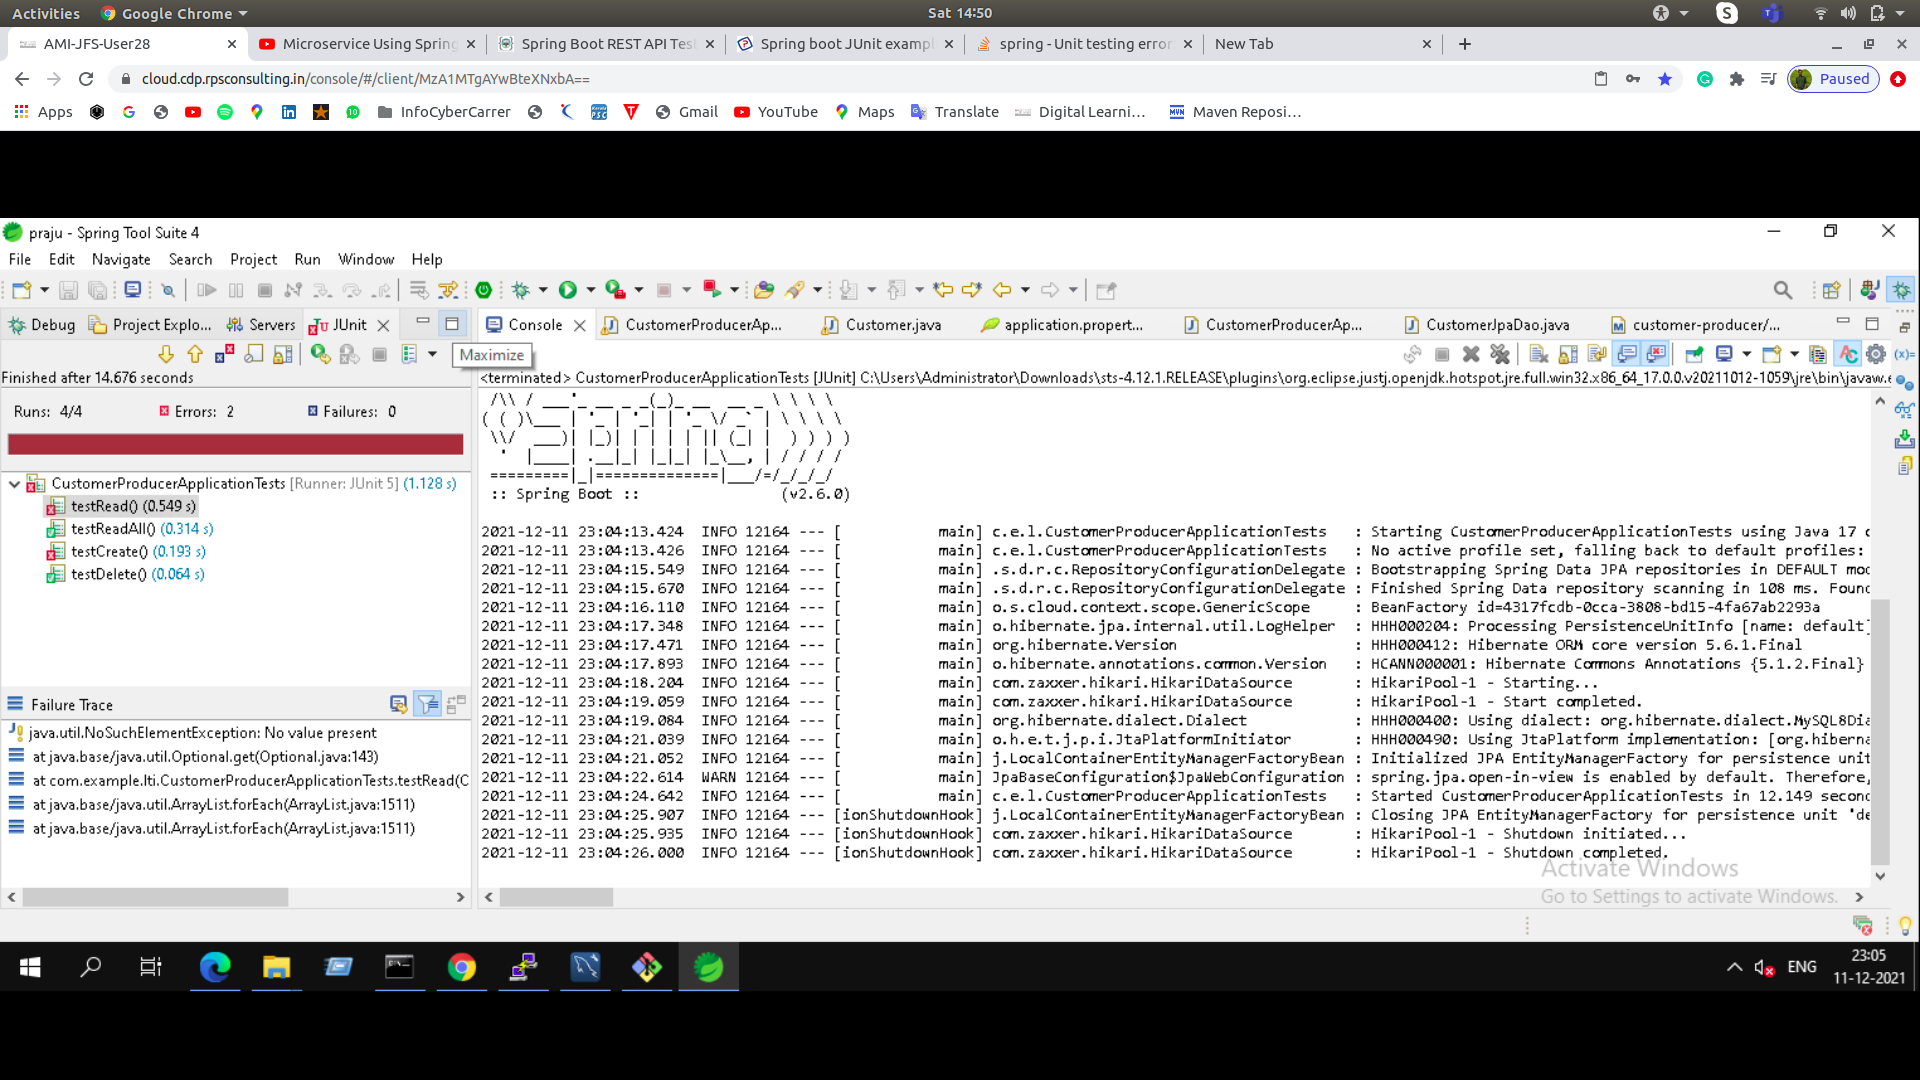 Activities Google Chrome Sat 14:50
AMI-JFS-User28 Microservice Using Spring Spring Boot REST API Tes Spring boot JUnit exampl spring - Unit testing error New Tab
cloud.cdp.rpsconsulting.in/console/#/client/MzA1MTgAYwBteXNxbA== Paused
Apps InfoCyberCarrer Gmail YouTube Maps Translate Digital Learni... Maven Reposi...
praju - Spring Tool Suite 4
File Edit Navigate Search Project Run Window Help
Debug Project Explo... Servers JUnit Console CustomerProducerAp... Customer.java application.propert... CustomerProducerAp... CustomerJpaDao.java customer-producer/...
Maximize
Finished after 14.676 seconds
<terminated> CustomerProducerApplicationTests [JUnit] C:\Users\Administrator\Downloads\sts-4.12.1.RELEASE\plugins\org.eclipse.justj.openjdk.hotspot.jre.full.win32.x86_64_17.0.0.v20211012-1059\jre\bin\javaw.e
Runs: 4/4 Errors: 2 Failures: 0
CustomerProducerApplicationTests [Runner: JUnit 5] (1.128 s)
testRead() (0.549 s)
testReadAll() (0.314 s)
testCreate() (0.193 s)
testDelete() (0.064 s)
Failure Trace
java.util.NoSuchElementException: No value present
at java.base/java.util.Optional.get(Optional.java:143)
at com.example.lti.CustomerProducerApplicationTests.testRead(C
at java.base/java.util.ArrayList.forEach(ArrayList.java:1511)
at java.base/java.util.ArrayList.forEach(ArrayList.java:1511)
:: Spring Boot :: (v2.6.0)
2021-12-11 23:04:13.424 INFO 12164 --- [ main] c.e.l.CustomerProducerApplicationTests : Starting CustomerProducerApplicationTests using Java 17 o
2021-12-11 23:04:13.426 INFO 12164 --- [ main] c.e.l.CustomerProducerApplicationTests : No active profile set, falling back to default profiles:
2021-12-11 23:04:15.549 INFO 12164 --- [ main] .s.d.r.c.RepositoryConfigurationDelegate : Bootstrapping Spring Data JPA repositories in DEFAULT mod
2021-12-11 23:04:15.670 INFO 12164 --- [ main] .s.d.r.c.RepositoryConfigurationDelegate : Finished Spring Data repository scanning in 108 ms. Found
2021-12-11 23:04:16.110 INFO 12164 --- [ main] o.s.cloud.context.scope.GenericScope : BeanFactory id=4317fcdb-0cca-3808-bd15-4fa67ab2293a
2021-12-11 23:04:17.348 INFO 12164 --- [ main] o.hibernate.jpa.internal.util.LogHelper : HHH000204: Processing PersistenceUnitInfo [name: default]
2021-12-11 23:04:17.471 INFO 12164 --- [ main] org.hibernate.Version : HHH000412: Hibernate ORM core version 5.6.1.Final
2021-12-11 23:04:17.893 INFO 12164 --- [ main] o.hibernate.annotations.common.Version : HCANN000001: Hibernate Commons Annotations {5.1.2.Final}
2021-12-11 23:04:18.204 INFO 12164 --- [ main] com.zaxxer.hikari.HikariDataSource : HikariPool-1 - Starting...
2021-12-11 23:04:19.059 INFO 12164 --- [ main] com.zaxxer.hikari.HikariDataSource : HikariPool-1 - Start completed.
2021-12-11 23:04:19.084 INFO 12164 --- [ main] org.hibernate.dialect.Dialect : HHH000400: Using dialect: org.hibernate.dialect.MySQL8Dia
2021-12-11 23:04:21.039 INFO 12164 --- [ main] o.h.e.t.j.p.i.JtaPlatformInitiator : HHH000490: Using JtaPlatform implementation: [org.hiberna
2021-12-11 23:04:21.052 INFO 12164 --- [ main] j.LocalContainerEntityManagerFactoryBean : Initialized JPA EntityManagerFactory for persistence unit
2021-12-11 23:04:22.614 WARN 12164 --- [ main] JpaBaseConfiguration$JpaWebConfiguration : spring.jpa.open-in-view is enabled by default. Therefore,
2021-12-11 23:04:24.642 INFO 12164 --- [ main] c.e.l.CustomerProducerApplicationTests : Started CustomerProducerApplicationTests in 12.149 second
2021-12-11 23:04:25.907 INFO 12164 --- [ionShutdownHook] j.LocalContainerEntityManagerFactoryBean : Closing JPA EntityManagerFactory for persistence unit 'de
2021-12-11 23:04:25.935 INFO 12164 --- [ionShutdownHook] com.zaxxer.hikari.HikariDataSource : HikariPool-1 - Shutdown initiated...
2021-12-11 23:04:26.000 INFO 12164 --- [ionShutdownHook] com.zaxxer.hikari.HikariDataSource : HikariPool-1 - Shutdown completed.
Activate Windows
Go to Settings to activate Windows.
ENG 23:05
11-12-2021